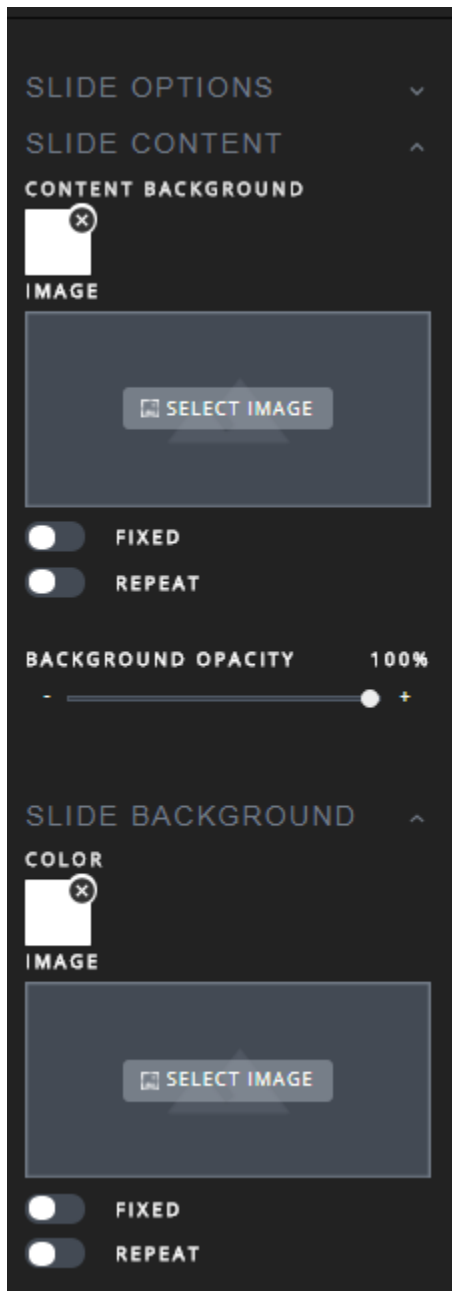 SLIDE OPTIONS
SLIDE CONTENT
CONTENT BACKGROUND
IMAGE
SELECT IMAGE
FIXED
REPEAT
BACKGROUND OPACITY 100%
- +
SLIDE BACKGROUND
COLOR
IMAGE
SELECT IMAGE
FIXED
REPEAT